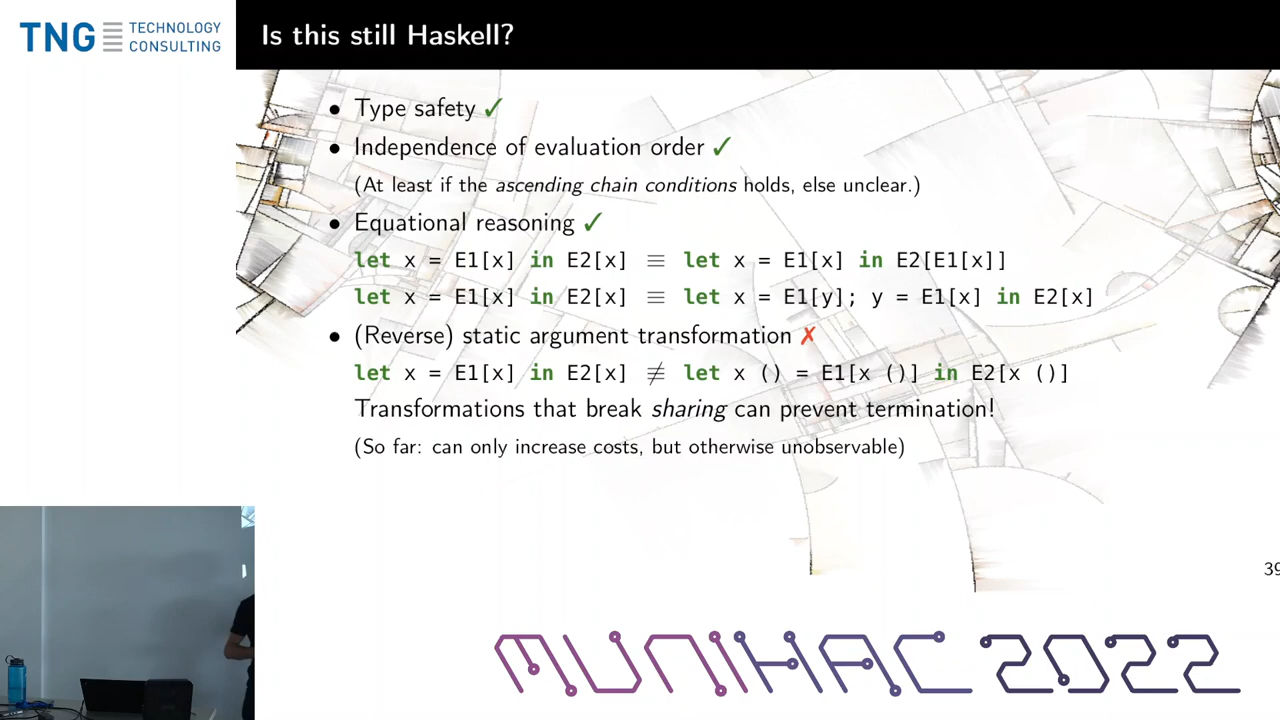 TNG TECHNOLOGY CONSULTING
Is this still Haskell?
• Type safety ✓
• Independence of evaluation order ✓
(At least if the ascending chain conditions holds, else unclear.)
• Equational reasoning ✓
let x = E1[x] in E2[x] ≡ let x = E1[x] in E2[E1[x]]
let x = E1[x] in E2[x] ≡ let x = E1[y]; y = E1[x] in E2[x]
• (Reverse) static argument transformation ✗
let x = E1[x] in E2[x] ≢ let x () = E1[x ()] in E2[x ()]
Transformations that break sharing can prevent termination!
(So far: can only increase costs, but otherwise unobservable)
39
MUNIHAC 2022